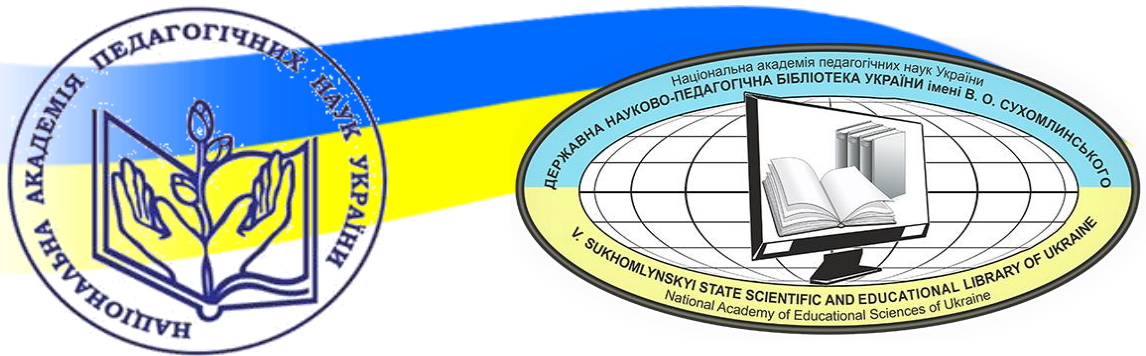 НАЦІОНАЛЬНА АКАДЕМІЯ ПЕДАГОГІЧНИХ НАУК УКРАЇНИ
Національна академія педагогічних наук України
ДЕРЖАВНА НАУКОВО-ПЕДАГОГІЧНА БІБЛІОТЕКА УКРАЇНИ імені В. О. СУХОМЛИНСЬКОГО
V. SUKHOMLYNSKYI STATE SCIENTIFIC AND EDUCATIONAL LIBRARY OF UKRAINE
National Academy of Educational Sciences of Ukraine